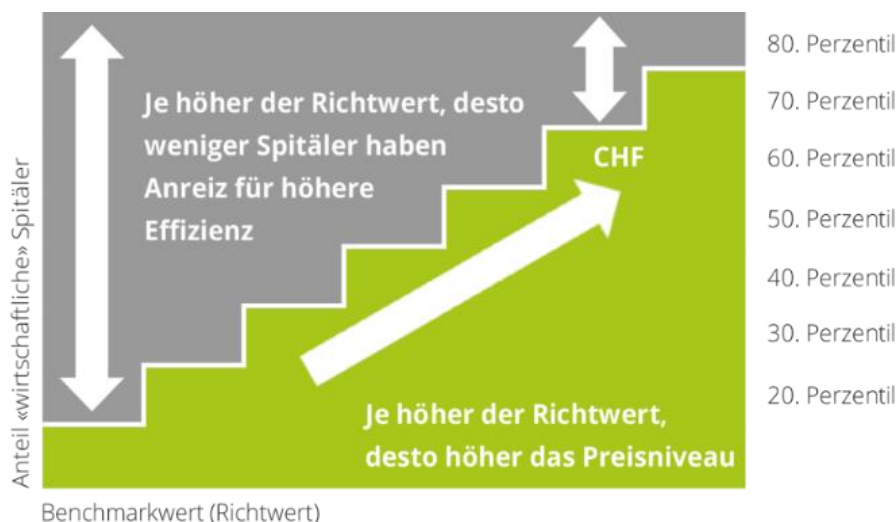 80. Perzentil
Je höher der Richtwert, desto
weniger Spitäler haben
Anreiz für höhere
Effizienz
70. Perzentil
CHF
60. Perzentil
50. Perzentil
40. Perzentil
30. Perzentil
20. Perzentil
Je höher der Richtwert,
desto höher das Preisniveau
Anteil «wirtschaftliche» Spitäler
Benchmarkwert (Richtwert)